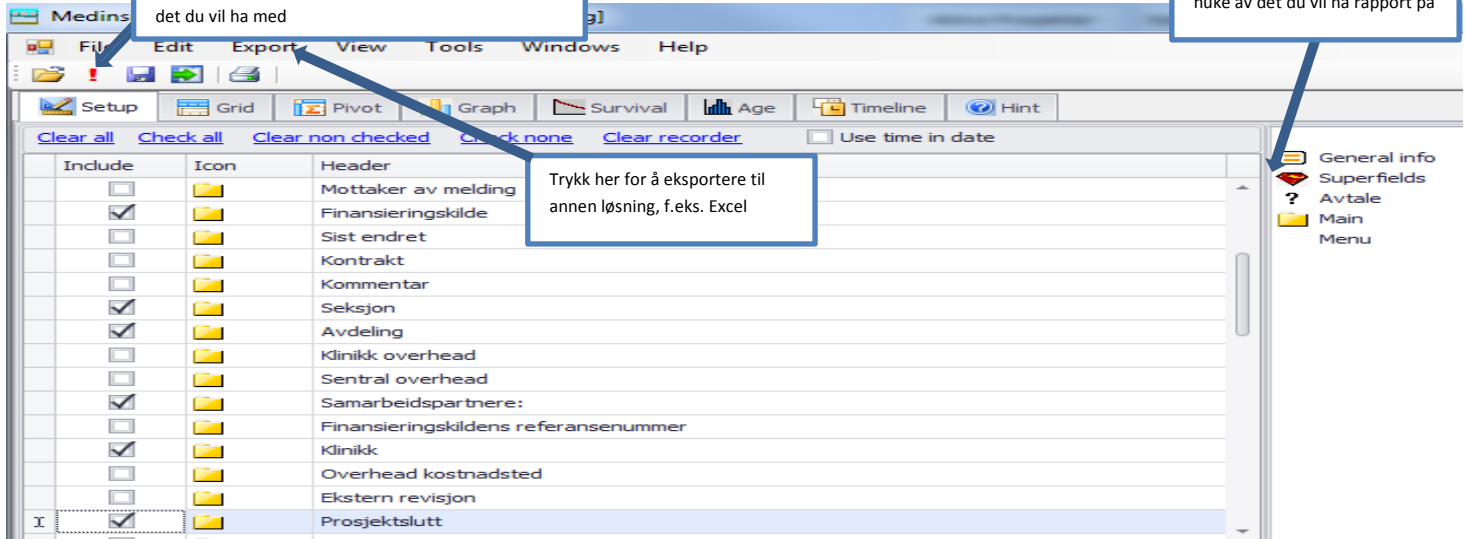 det du vil ha med
huke av det du vil ha rapport på
Medins
g]
File Edit Export View Tools Windows Help
Setup Grid Pivot Graph Survival Age Timeline Hint
Clear all Check all Clear non checked Check none Clear recorder Use time in date
Include Icon Header
Mottaker av melding
Finansieringskilde
Sist endret
Kontrakt
Kommentar
Seksjon
Avdeling
Klinikk overhead
Sentral overhead
Samarbeidspartnere:
Finansieringskildens referansenummer
Klinikk
Overhead kostnadsted
Ekstern revisjon
Prosjektslutt
Trykk her for å eksportere til
annen løsning, f.eks. Excel
General info
Superfields
? Avtale
Main
Menu